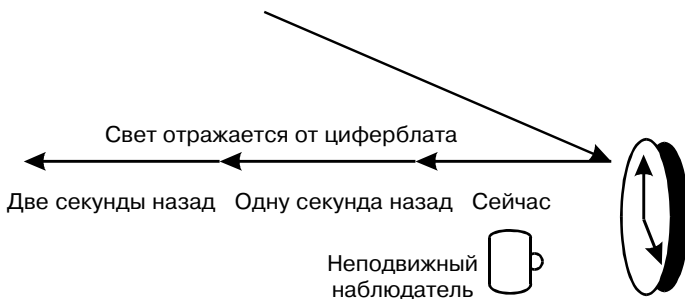 Свет отражается от циферблата
Две секунды назад Одну секунда назад Сейчас
Неподвижный
наблюдатель